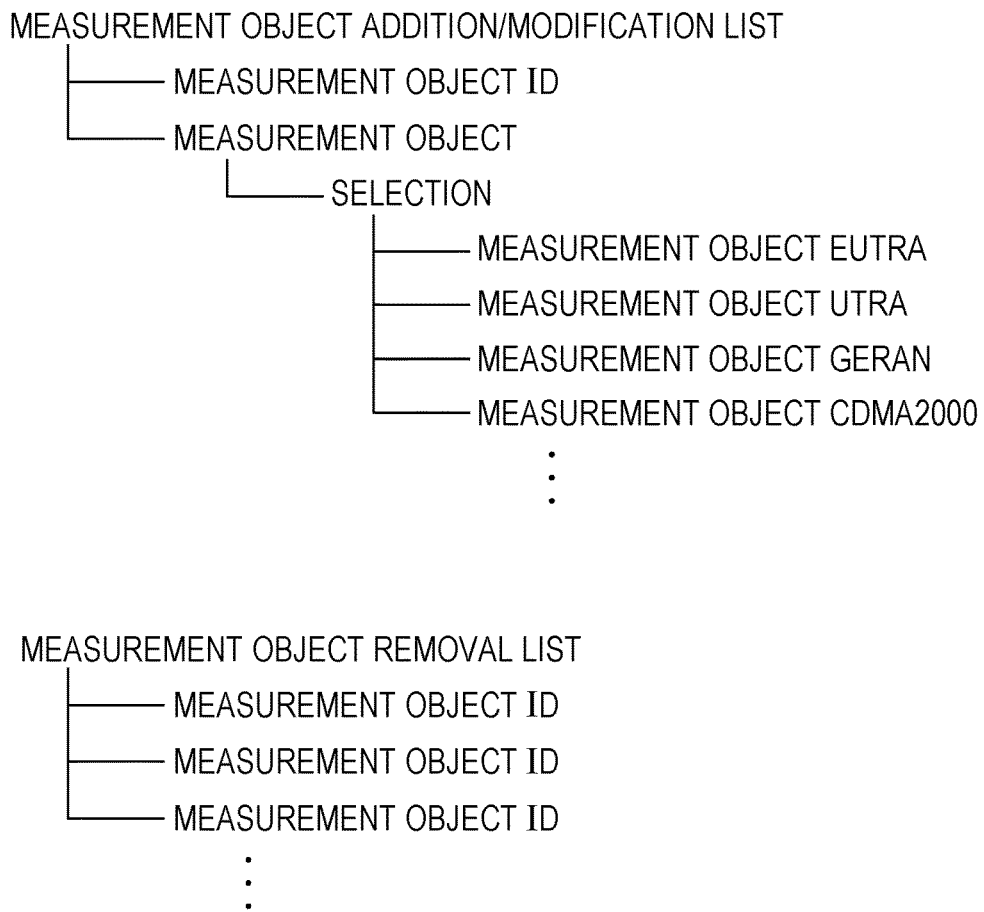 MEASUREMENT OBJECT ADDITION/MODIFICATION LIST
MEASUREMENT OBJECT ID
MEASUREMENT OBJECT
SELECTION
MEASUREMENT OBJECT EUTRA
MEASUREMENT OBJECT UTRA
MEASUREMENT OBJECT GERAN
MEASUREMENT OBJECT CDMA2000
MEASUREMENT OBJECT REMOVAL LIST
MEASUREMENT OBJECT ID
MEASUREMENT OBJECT ID
MEASUREMENT OBJECT ID